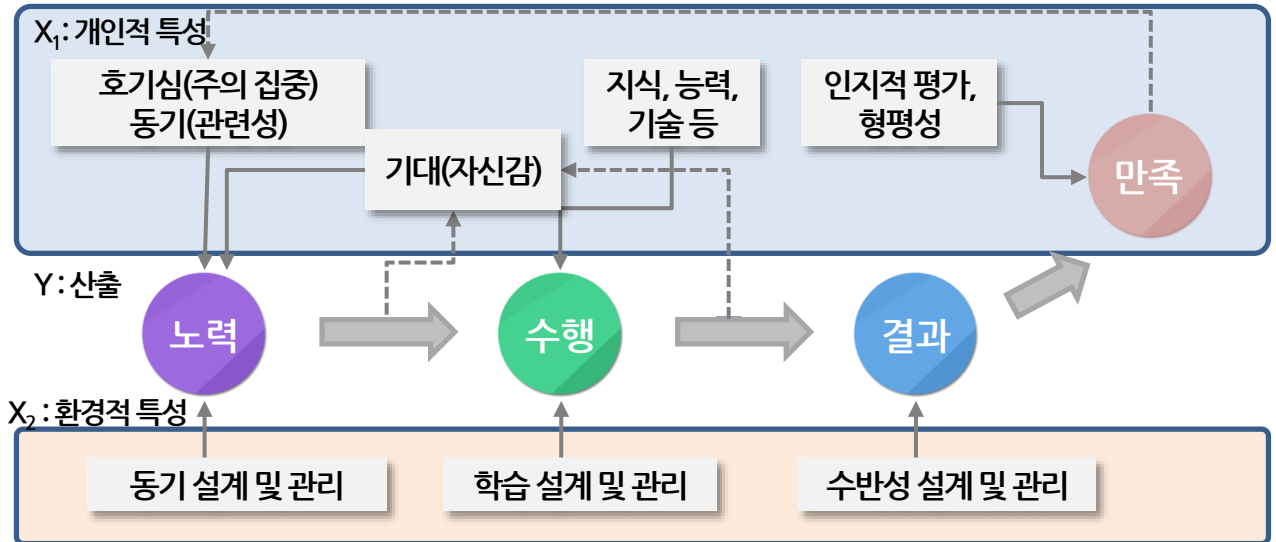 X₁: 개인적 특성
호기심(주의 집중)
동기(관련성)
지식, 능력,
기술 등
인지적 평가,
형평성
기대(자신감)
만족
Y : 산출
노력
수행
결과
X₂ : 환경적 특성
동기 설계 및 관리
학습 설계 및 관리
수반성 설계 및 관리